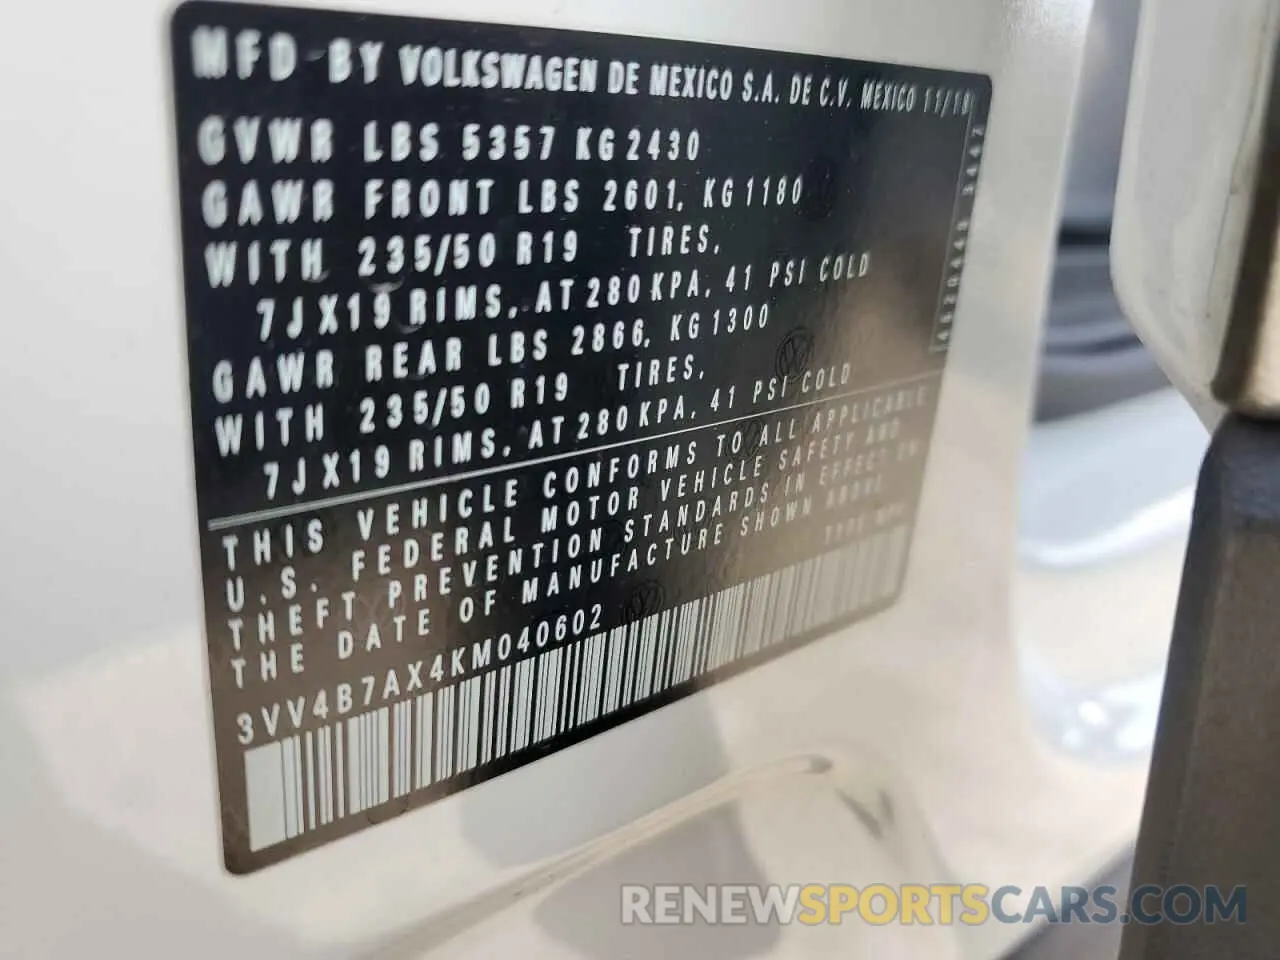 MFD BY VOLKSWAGEN DE MEXICO S.A. DE C.V. MEXICO 11/18
GVWR LBS 5357 KG 2430
GAWR FRONT LBS 2601, KG 1180
WITH 235/50 R19 TIRES,
7JX19 RIMS, AT 280 KPA, 41 PSI COLD
GAWR REAR LBS 2866, KG 1300
WITH 235/50 R19 TIRES,
7JX19 RIMS, AT 280 KPA, 41 PSI COLD
THIS VEHICLE CONFORMS TO ALL APPLICABLE
U.S. FEDERAL MOTOR VEHICLE SAFETY AND
THEFT PREVENTION STANDARDS IN EFFECT ON
THE DATE OF MANUFACTURE SHOWN ABOVE
3VV4B7AX4KM040602
RENEWSPORTSCARS.COM